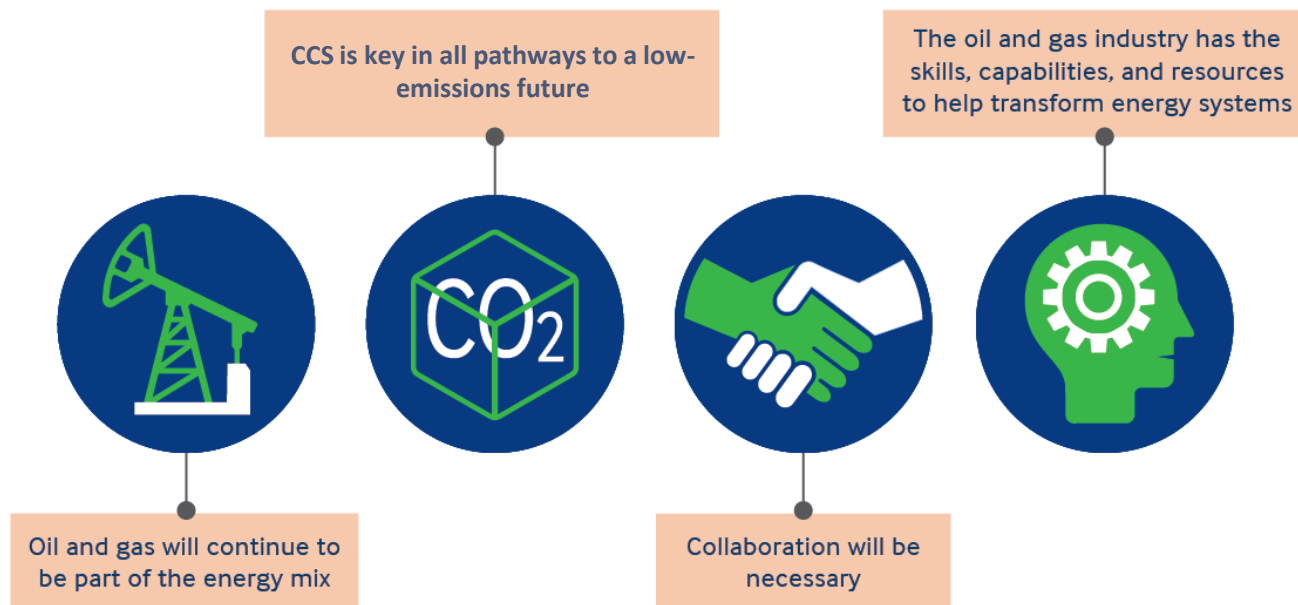 CCS is key in all pathways to a low-
emissions future
The oil and gas industry has the
skills, capabilities, and resources
to help transform energy systems
CO2
Oil and gas will continue to
be part of the energy mix
Collaboration will be
necessary